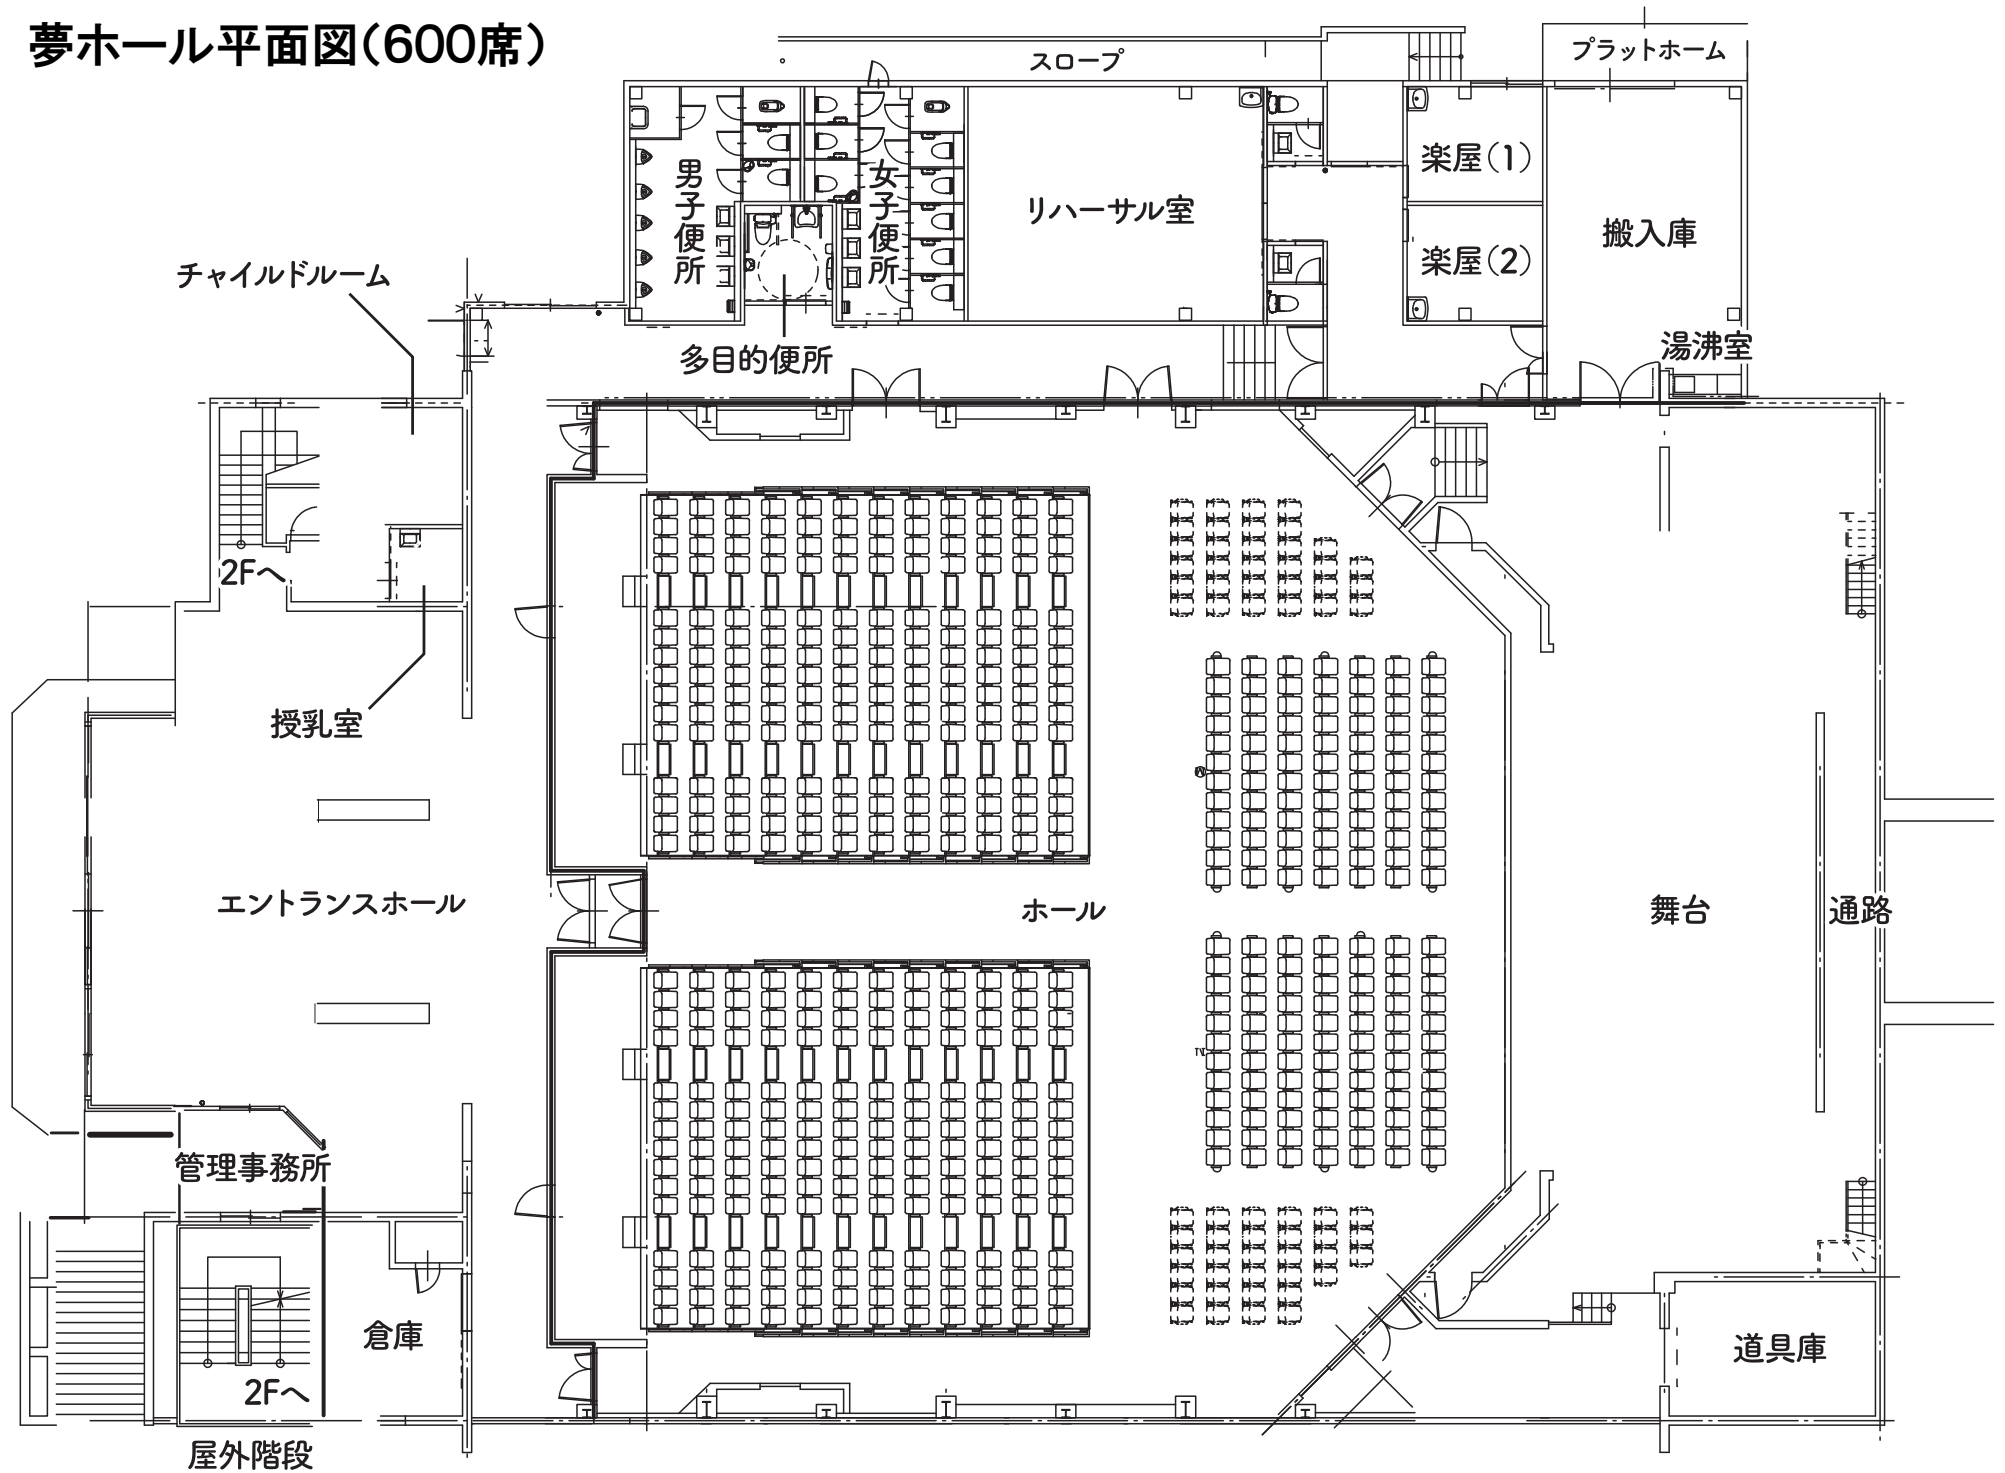 夢ホール平面図(600席)
スロープ
プラットホーム
男子便所
女子便所
リハーサル室
楽屋(1)
楽屋(2)
搬入庫
チャイルドルーム
多目的便所
湯沸室
2Fへ
授乳室
エントランスホール
ホール
舞台
通路
管理事務所
倉庫
道具庫
2Fへ
屋外階段